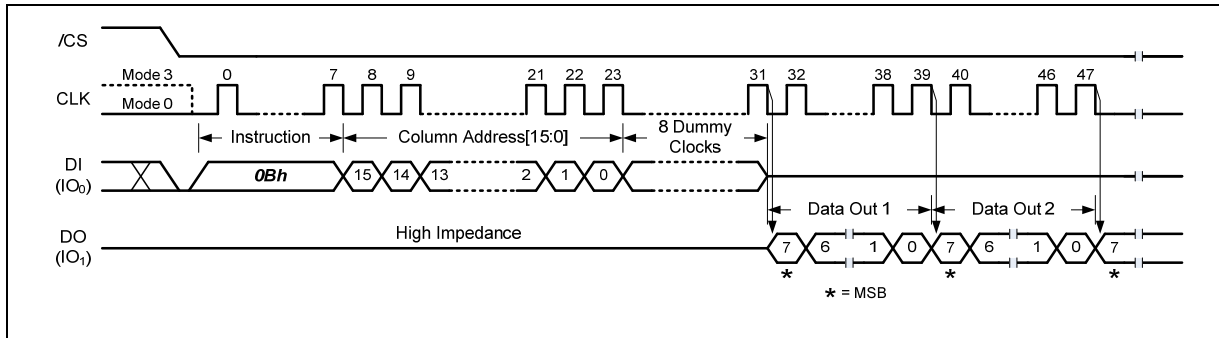 /CS
Mode 3 0 7 8 9 21 22 23 31 32 38 39 40 46 47
CLK
Mode 0
Instruction Column Address[15:0] 8 Dummy Clocks
DI
(IO0)
0Bh 15 14 13 2 1 0
Data Out 1 Data Out 2
DO
(IO1)
High Impedance 7 6 1 0 7 6 1 0 7
* * *
* = MSB